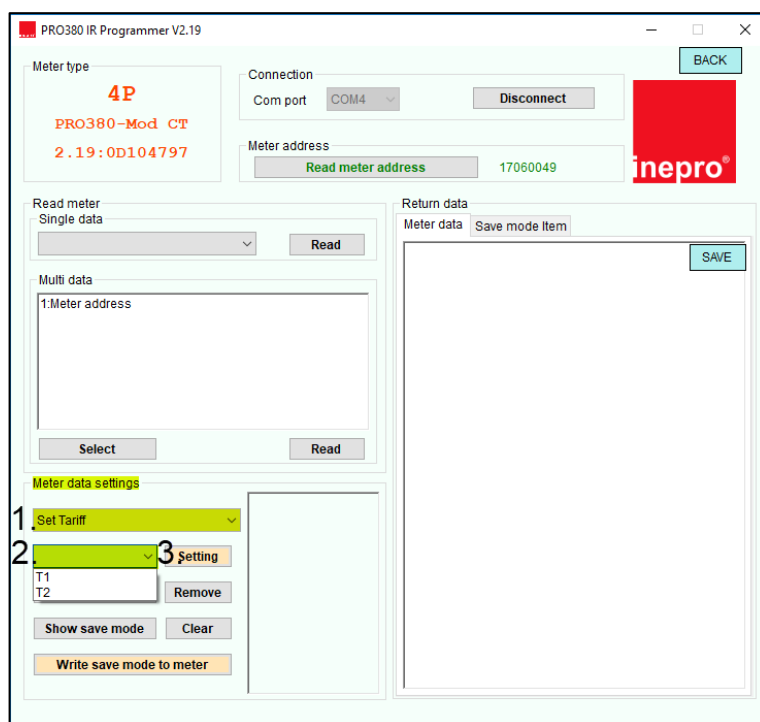 PRO380 IR Programmer V2.19
BACK
Meter type
4P
PRO380-Mod CT
2.19:0D104797
Connection
Com port COM4 Disconnect
Meter address
Read meter address 17060049
inepro®
Read meter
Single data
Read
Multi data
1:Meter address
Select Read
Return data
Meter data Save mode Item
SAVE
Meter data settings
1. Set Tariff
2. 3. Setting
T1
T2
Remove
Show save mode Clear
Write save mode to meter